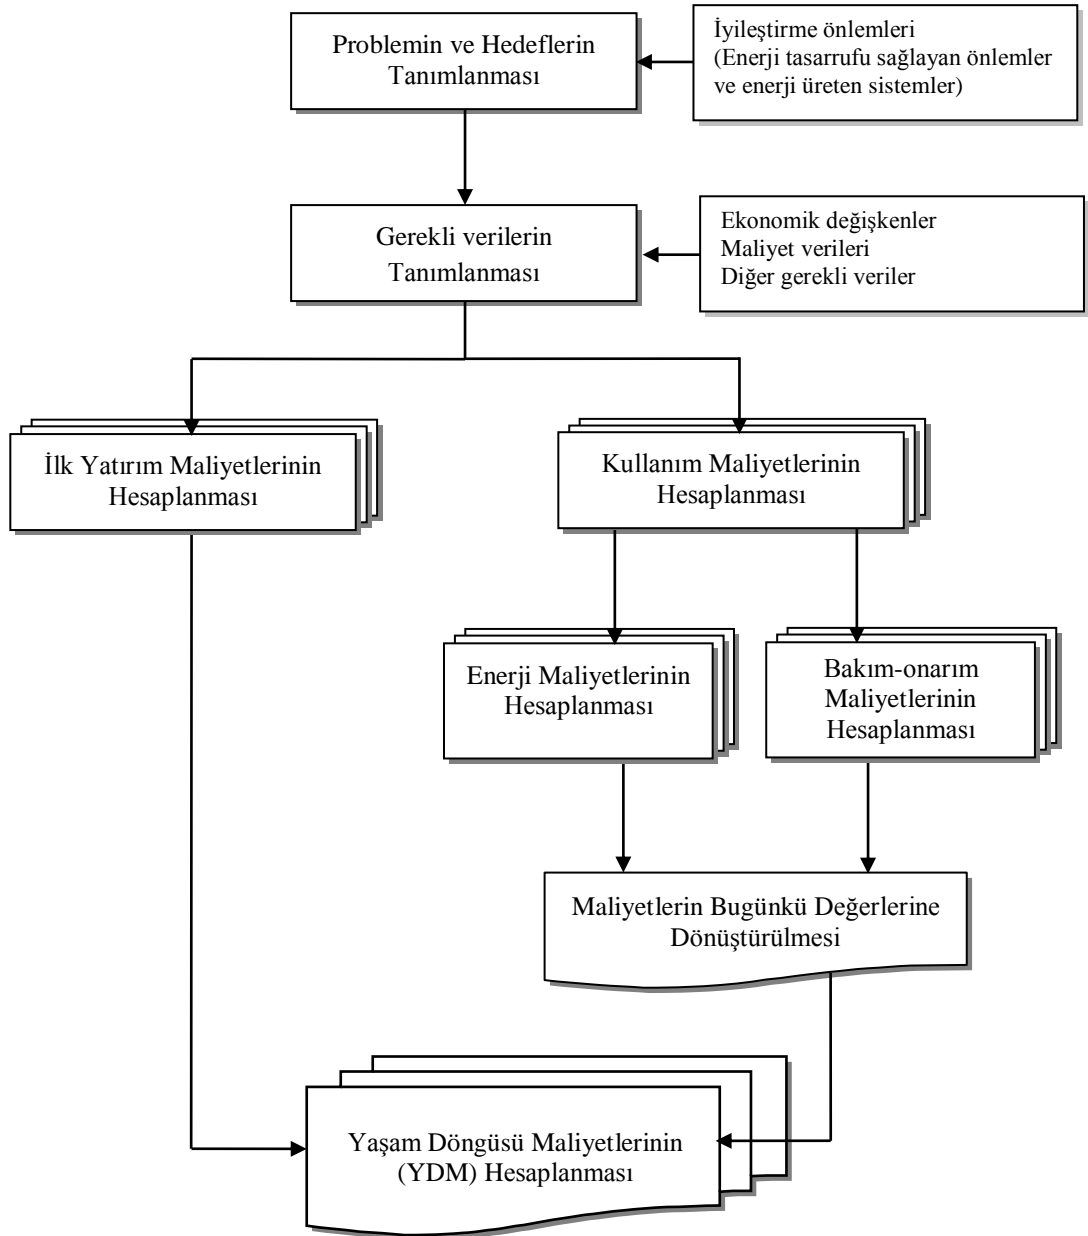 Problemin ve Hedeflerin
Tanımlanması
İyileştirme önlemleri
(Enerji tasarrufu sağlayan önlemler
ve enerji üreten sistemler)
Gerekli verilerin
Tanımlanması
Ekonomik değişkenler
Maliyet verileri
Diğer gerekli veriler
İlk Yatırım Maliyetlerinin
Hesaplanması
Kullanım Maliyetlerinin
Hesaplanması
Enerji Maliyetlerinin
Hesaplanması
Bakım-onarım
Maliyetlerinin
Hesaplanması
Maliyetlerin Bugünkü Değerlerine
Dönüştürülmesi
Yaşam Döngüsü Maliyetlerinin
(YDM) Hesaplanması